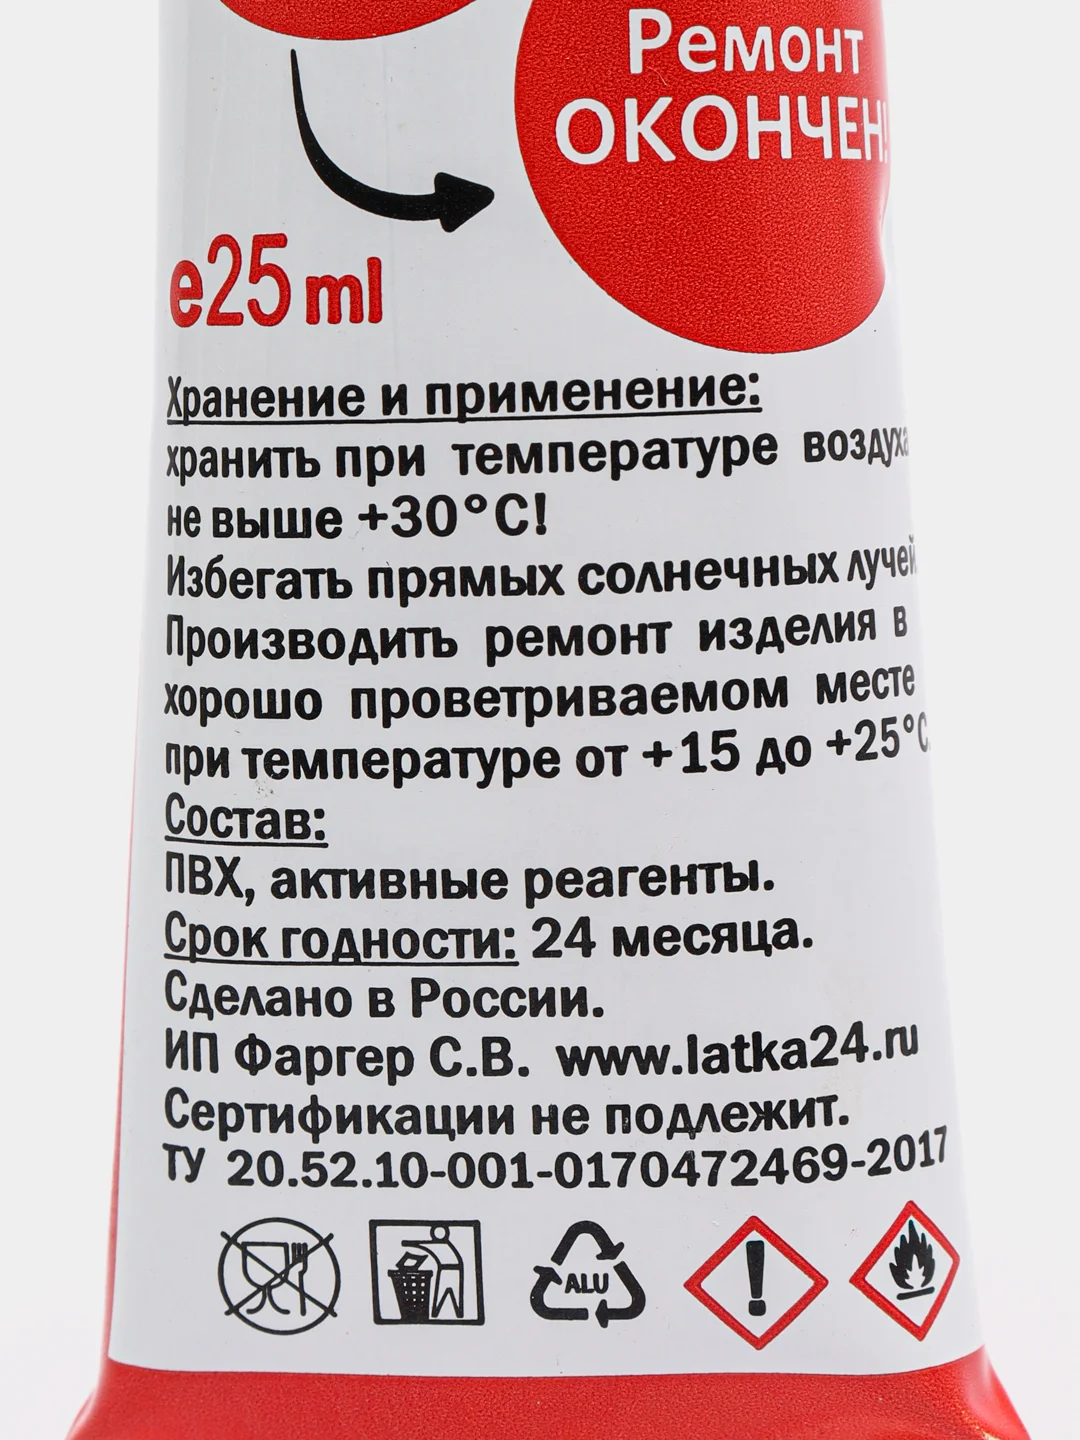 Ремонт
ОКОНЧЕН!
e25 ml
Хранение и применение:
хранить при температуре воздуха
не выше +30°C!
Избегать прямых солнечных лучей
Производить ремонт изделия в
хорошо проветриваемом месте
при температуре от +15 до +25°C.
Состав:
ПВХ, активные реагенты.
Срок годности: 24 месяца.
Сделано в России.
ИП Фаргер С.В. www.latka24.ru
Сертификации не подлежит.
ТУ 20.52.10-001-0170472469-2017
ALU